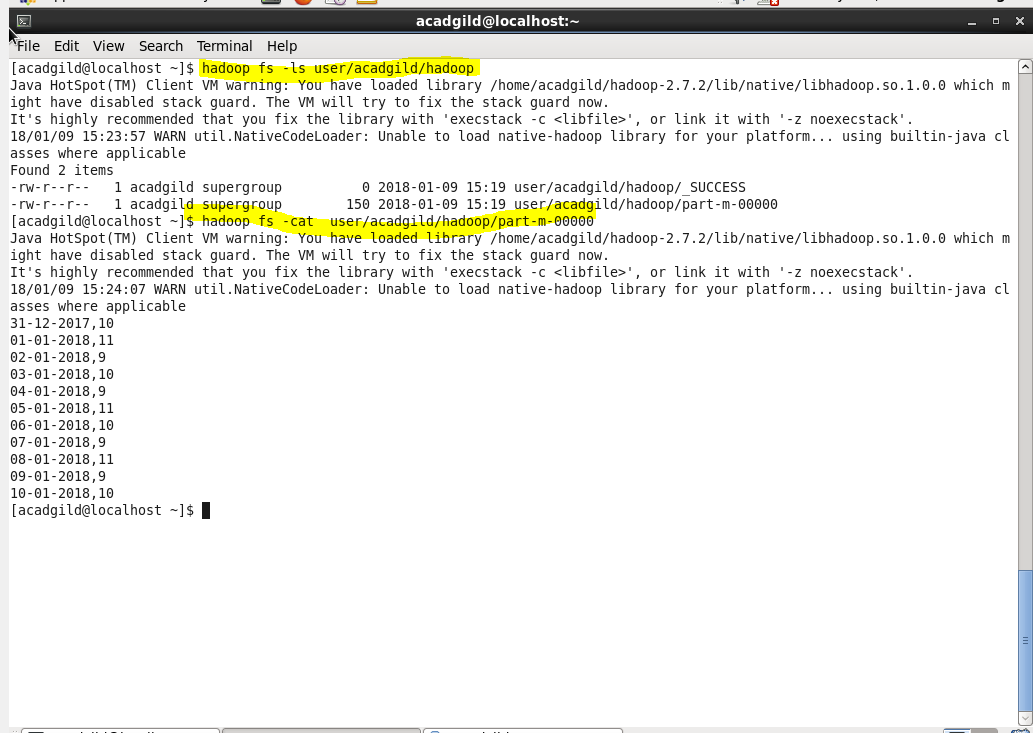 acadgild@localhost:~
File Edit View Search Terminal Help
[acadgild@localhost ~]$ hadoop fs -ls user/acadgild/hadoop
Java HotSpot(TM) Client VM warning: You have loaded library /home/acadgild/hadoop-2.7.2/lib/native/libhadoop.so.1.0.0 which m
ight have disabled stack guard. The VM will try to fix the stack guard now.
It's highly recommended that you fix the library with 'execstack -c <libfile>', or link it with '-z noexecstack'.
18/01/09 15:23:57 WARN util.NativeCodeLoader: Unable to load native-hadoop library for your platform... using builtin-java cl
asses where applicable
Found 2 items
-rw-r--r--   1 acadgild supergroup          0 2018-01-09 15:19 user/acadgild/hadoop/_SUCCESS
-rw-r--r--   1 acadgild supergroup        150 2018-01-09 15:19 user/acadgild/hadoop/part-m-00000
[acadgild@localhost ~]$ hadoop fs -cat  user/acadgild/hadoop/part-m-00000
Java HotSpot(TM) Client VM warning: You have loaded library /home/acadgild/hadoop-2.7.2/lib/native/libhadoop.so.1.0.0 which m
ight have disabled stack guard. The VM will try to fix the stack guard now.
It's highly recommended that you fix the library with 'execstack -c <libfile>', or link it with '-z noexecstack'.
18/01/09 15:24:07 WARN util.NativeCodeLoader: Unable to load native-hadoop library for your platform... using builtin-java cl
asses where applicable
31-12-2017,10
01-01-2018,11
02-01-2018,9
03-01-2018,10
04-01-2018,9
05-01-2018,11
06-01-2018,10
07-01-2018,9
08-01-2018,11
09-01-2018,9
10-01-2018,10
[acadgild@localhost ~]$